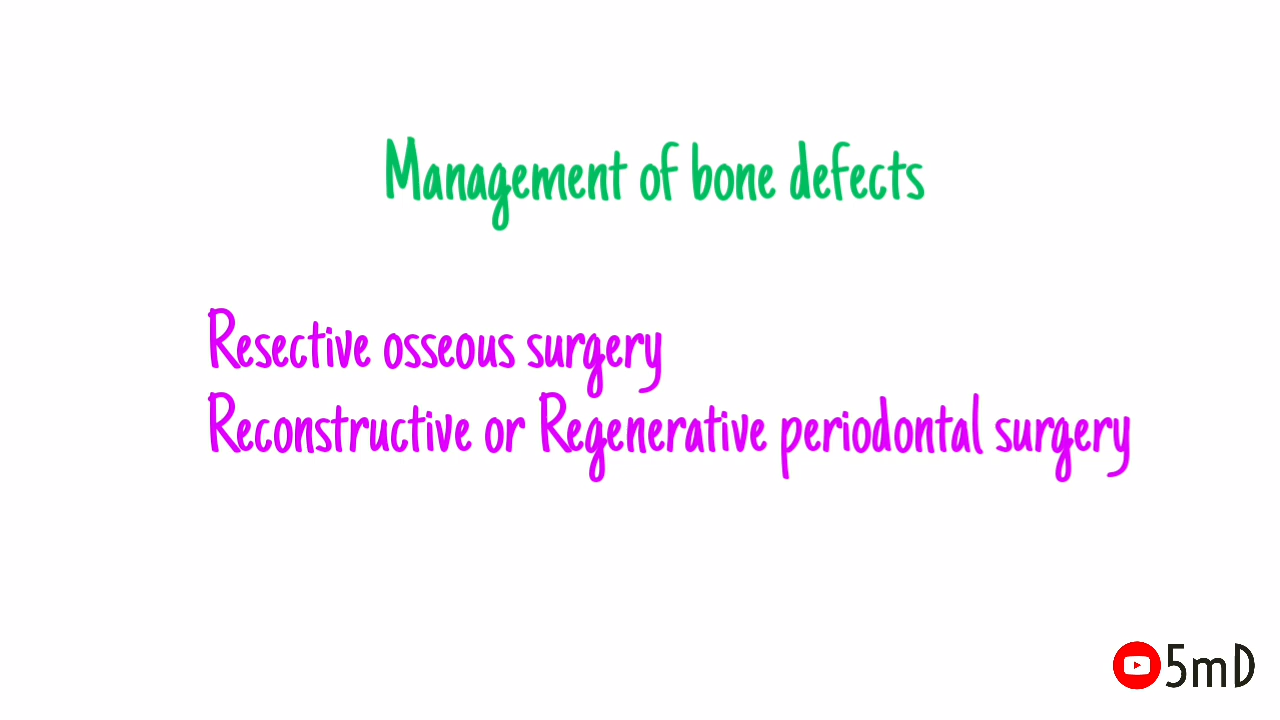 Management of bone defects
Resective osseous surgery
Reconstructive or Regenerative periodontal surgery
5mD